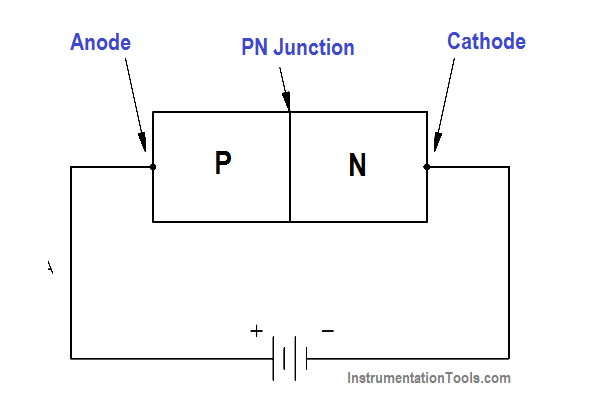 Anode
PN Junction
Cathode
P
N
+
−
InstrumentationTools.com